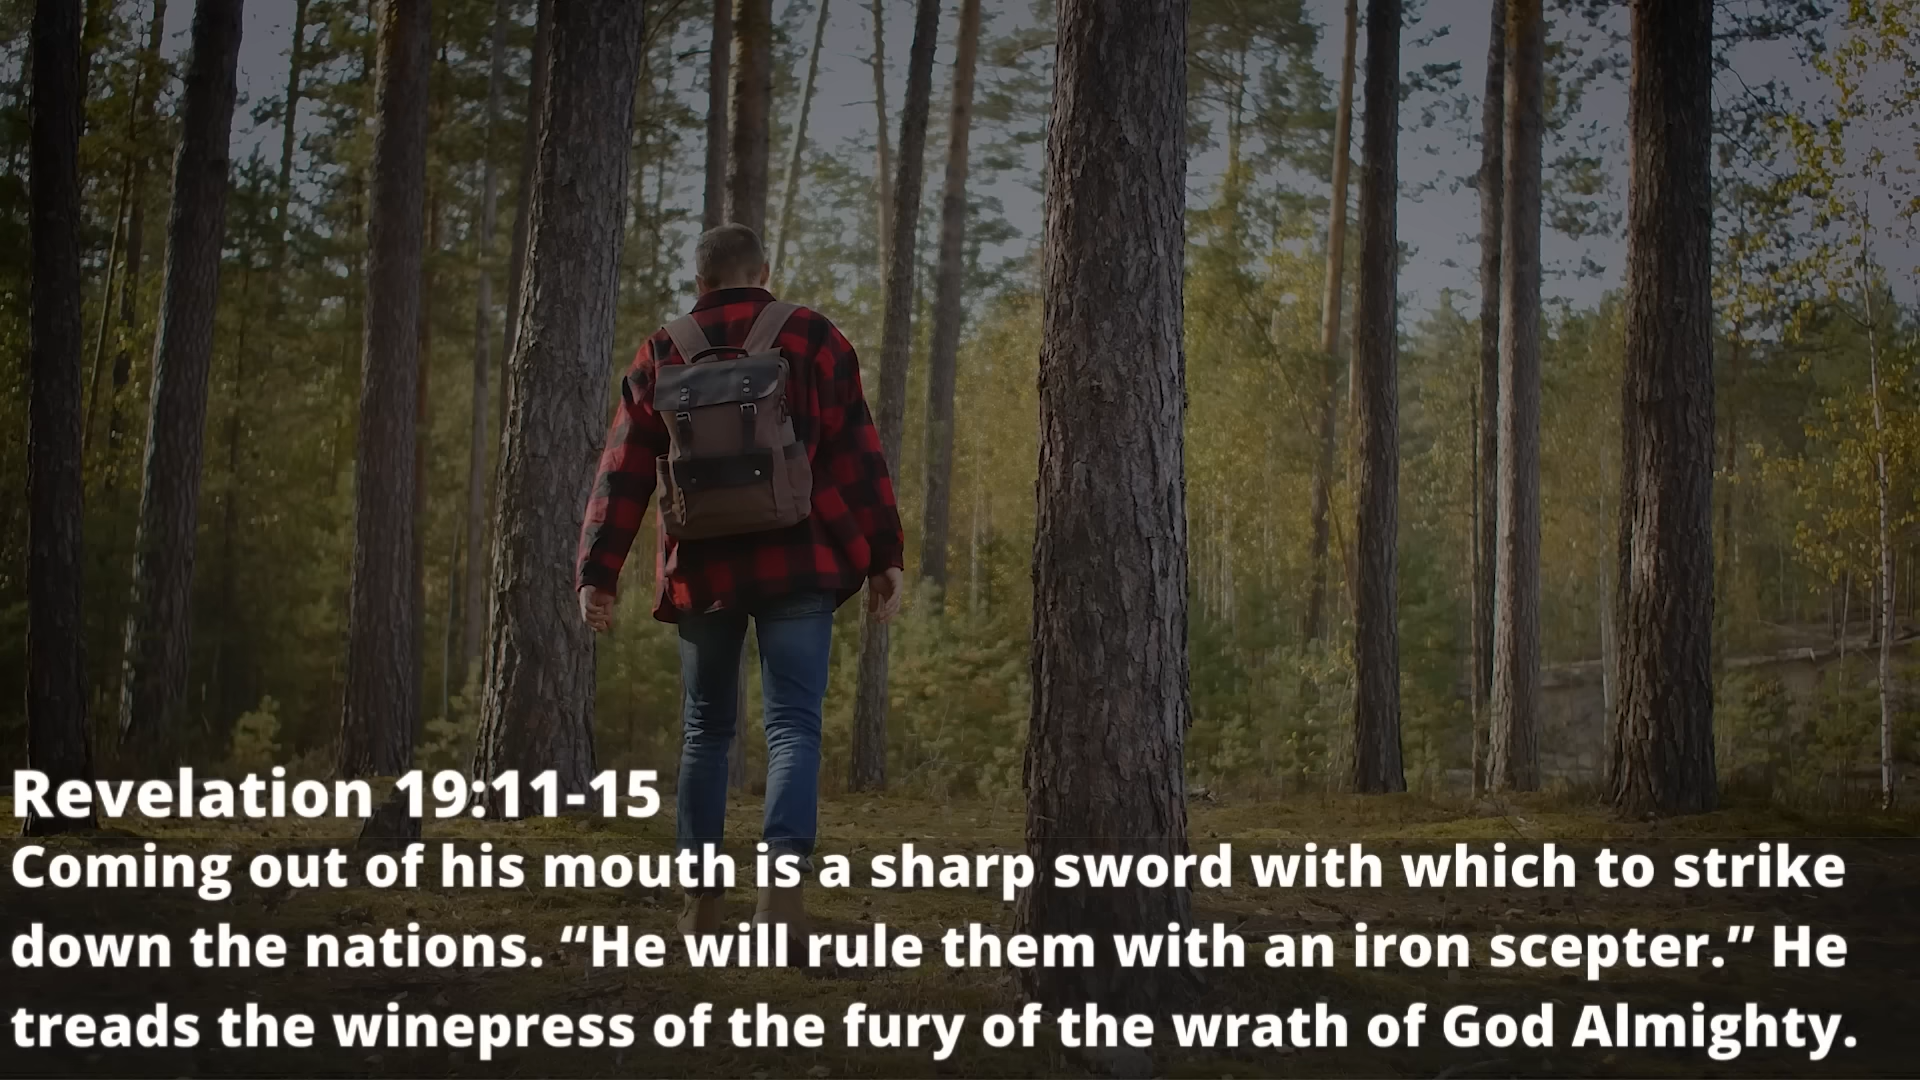 Revelation 19:11-15
Coming out of his mouth is a sharp sword with which to strike
down the nations. “He will rule them with an iron scepter.” He
treads the winepress of the fury of the wrath of God Almighty.